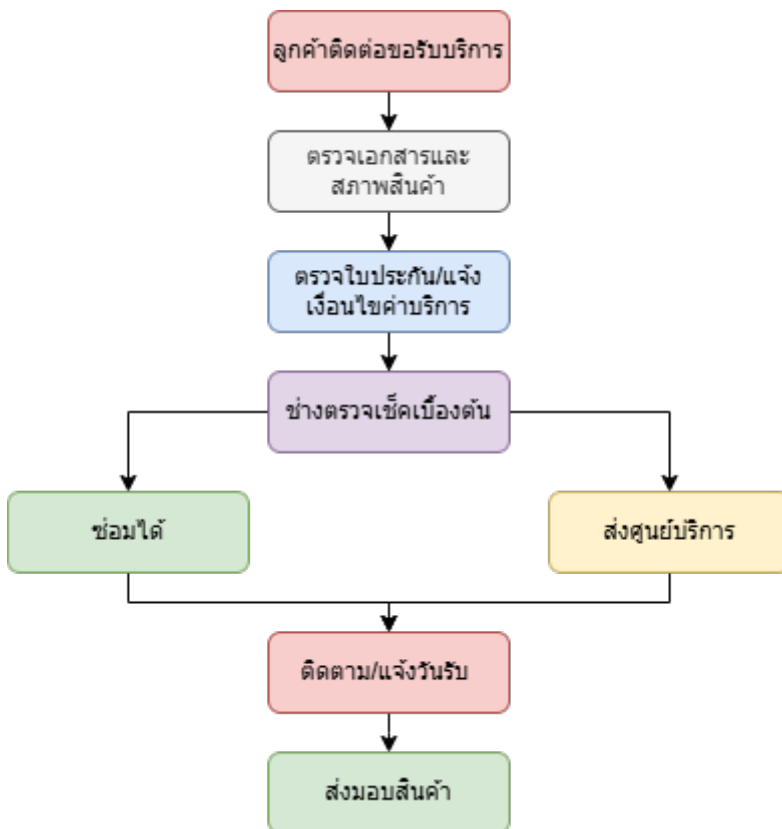 ลูกค้าติดต่อขอรับบริการ
ตรวจเอกสารและ
สภาพสินค้า
ตรวจใบประกัน/แจ้ง
เงื่อนไขค่าบริการ
ช่างตรวจเช็คเบื้องต้น
ซ่อมได้
ส่งศูนย์บริการ
ติดตาม/แจ้งวันรับ
ส่งมอบสินค้า